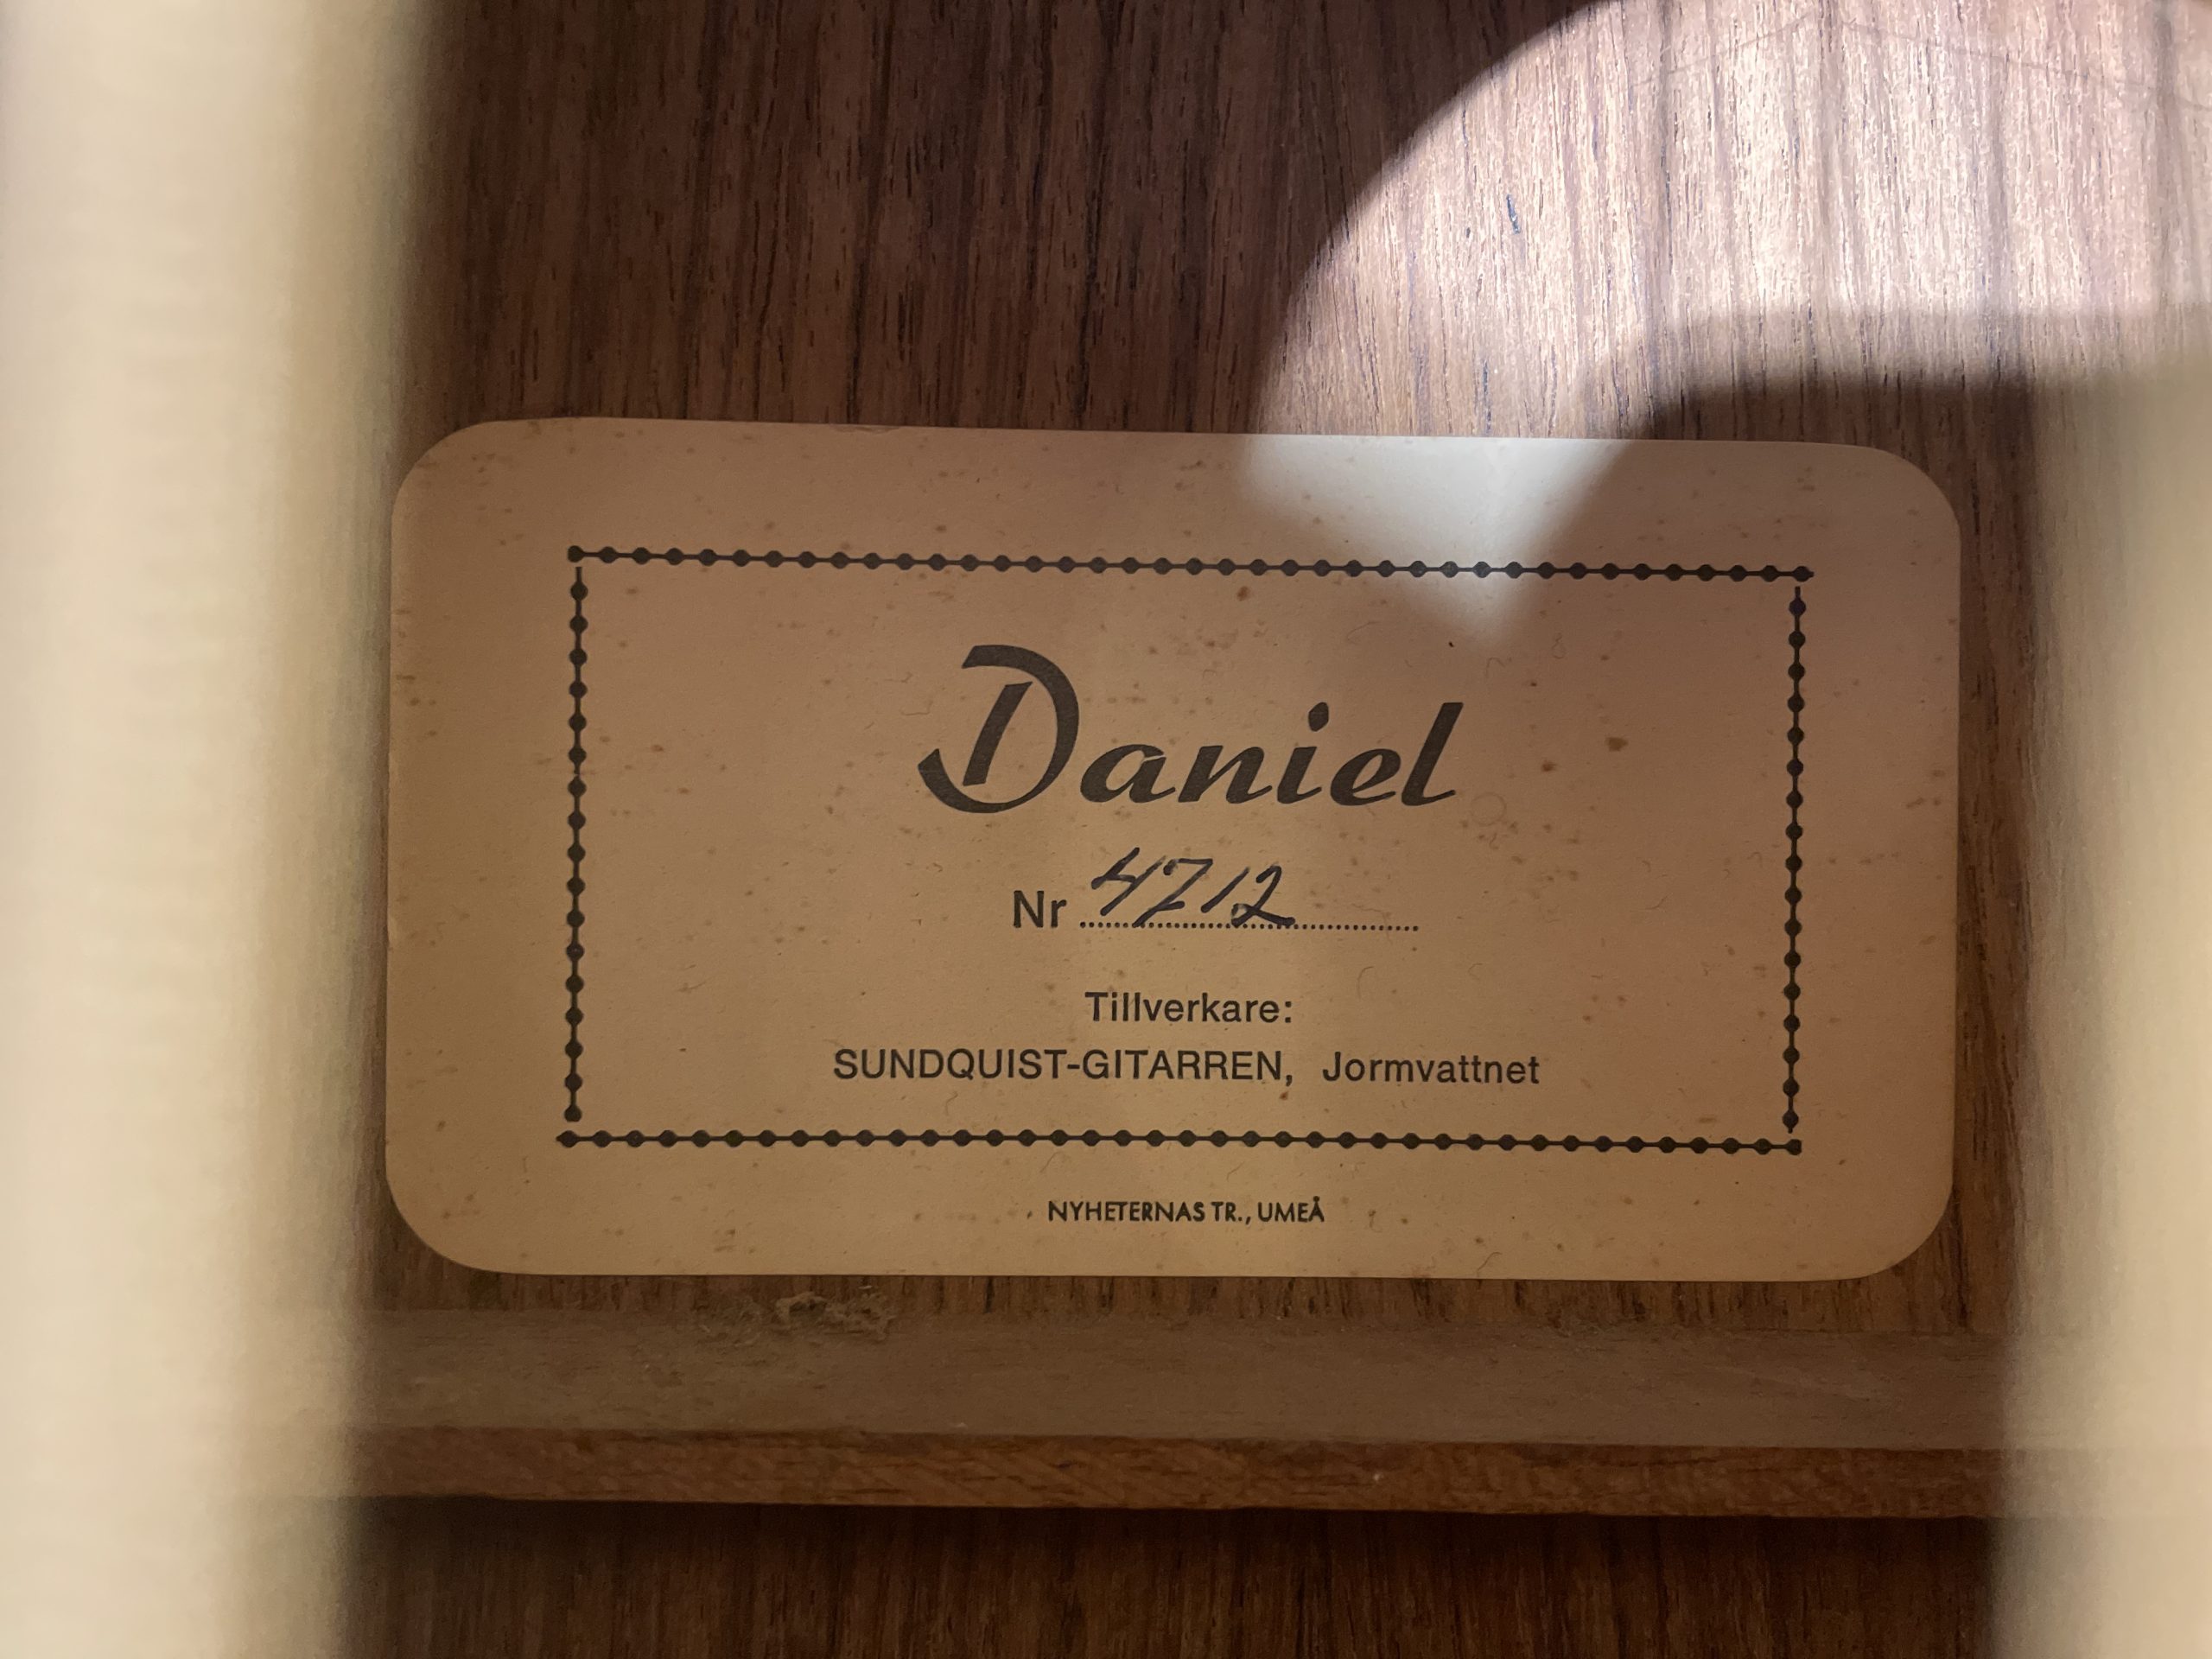 Daniel
Nr 4712
Tillverkare:
SUNDQUIST-GITARREN, Jormvattnet
NYHETERNAS TR., UMEÅ